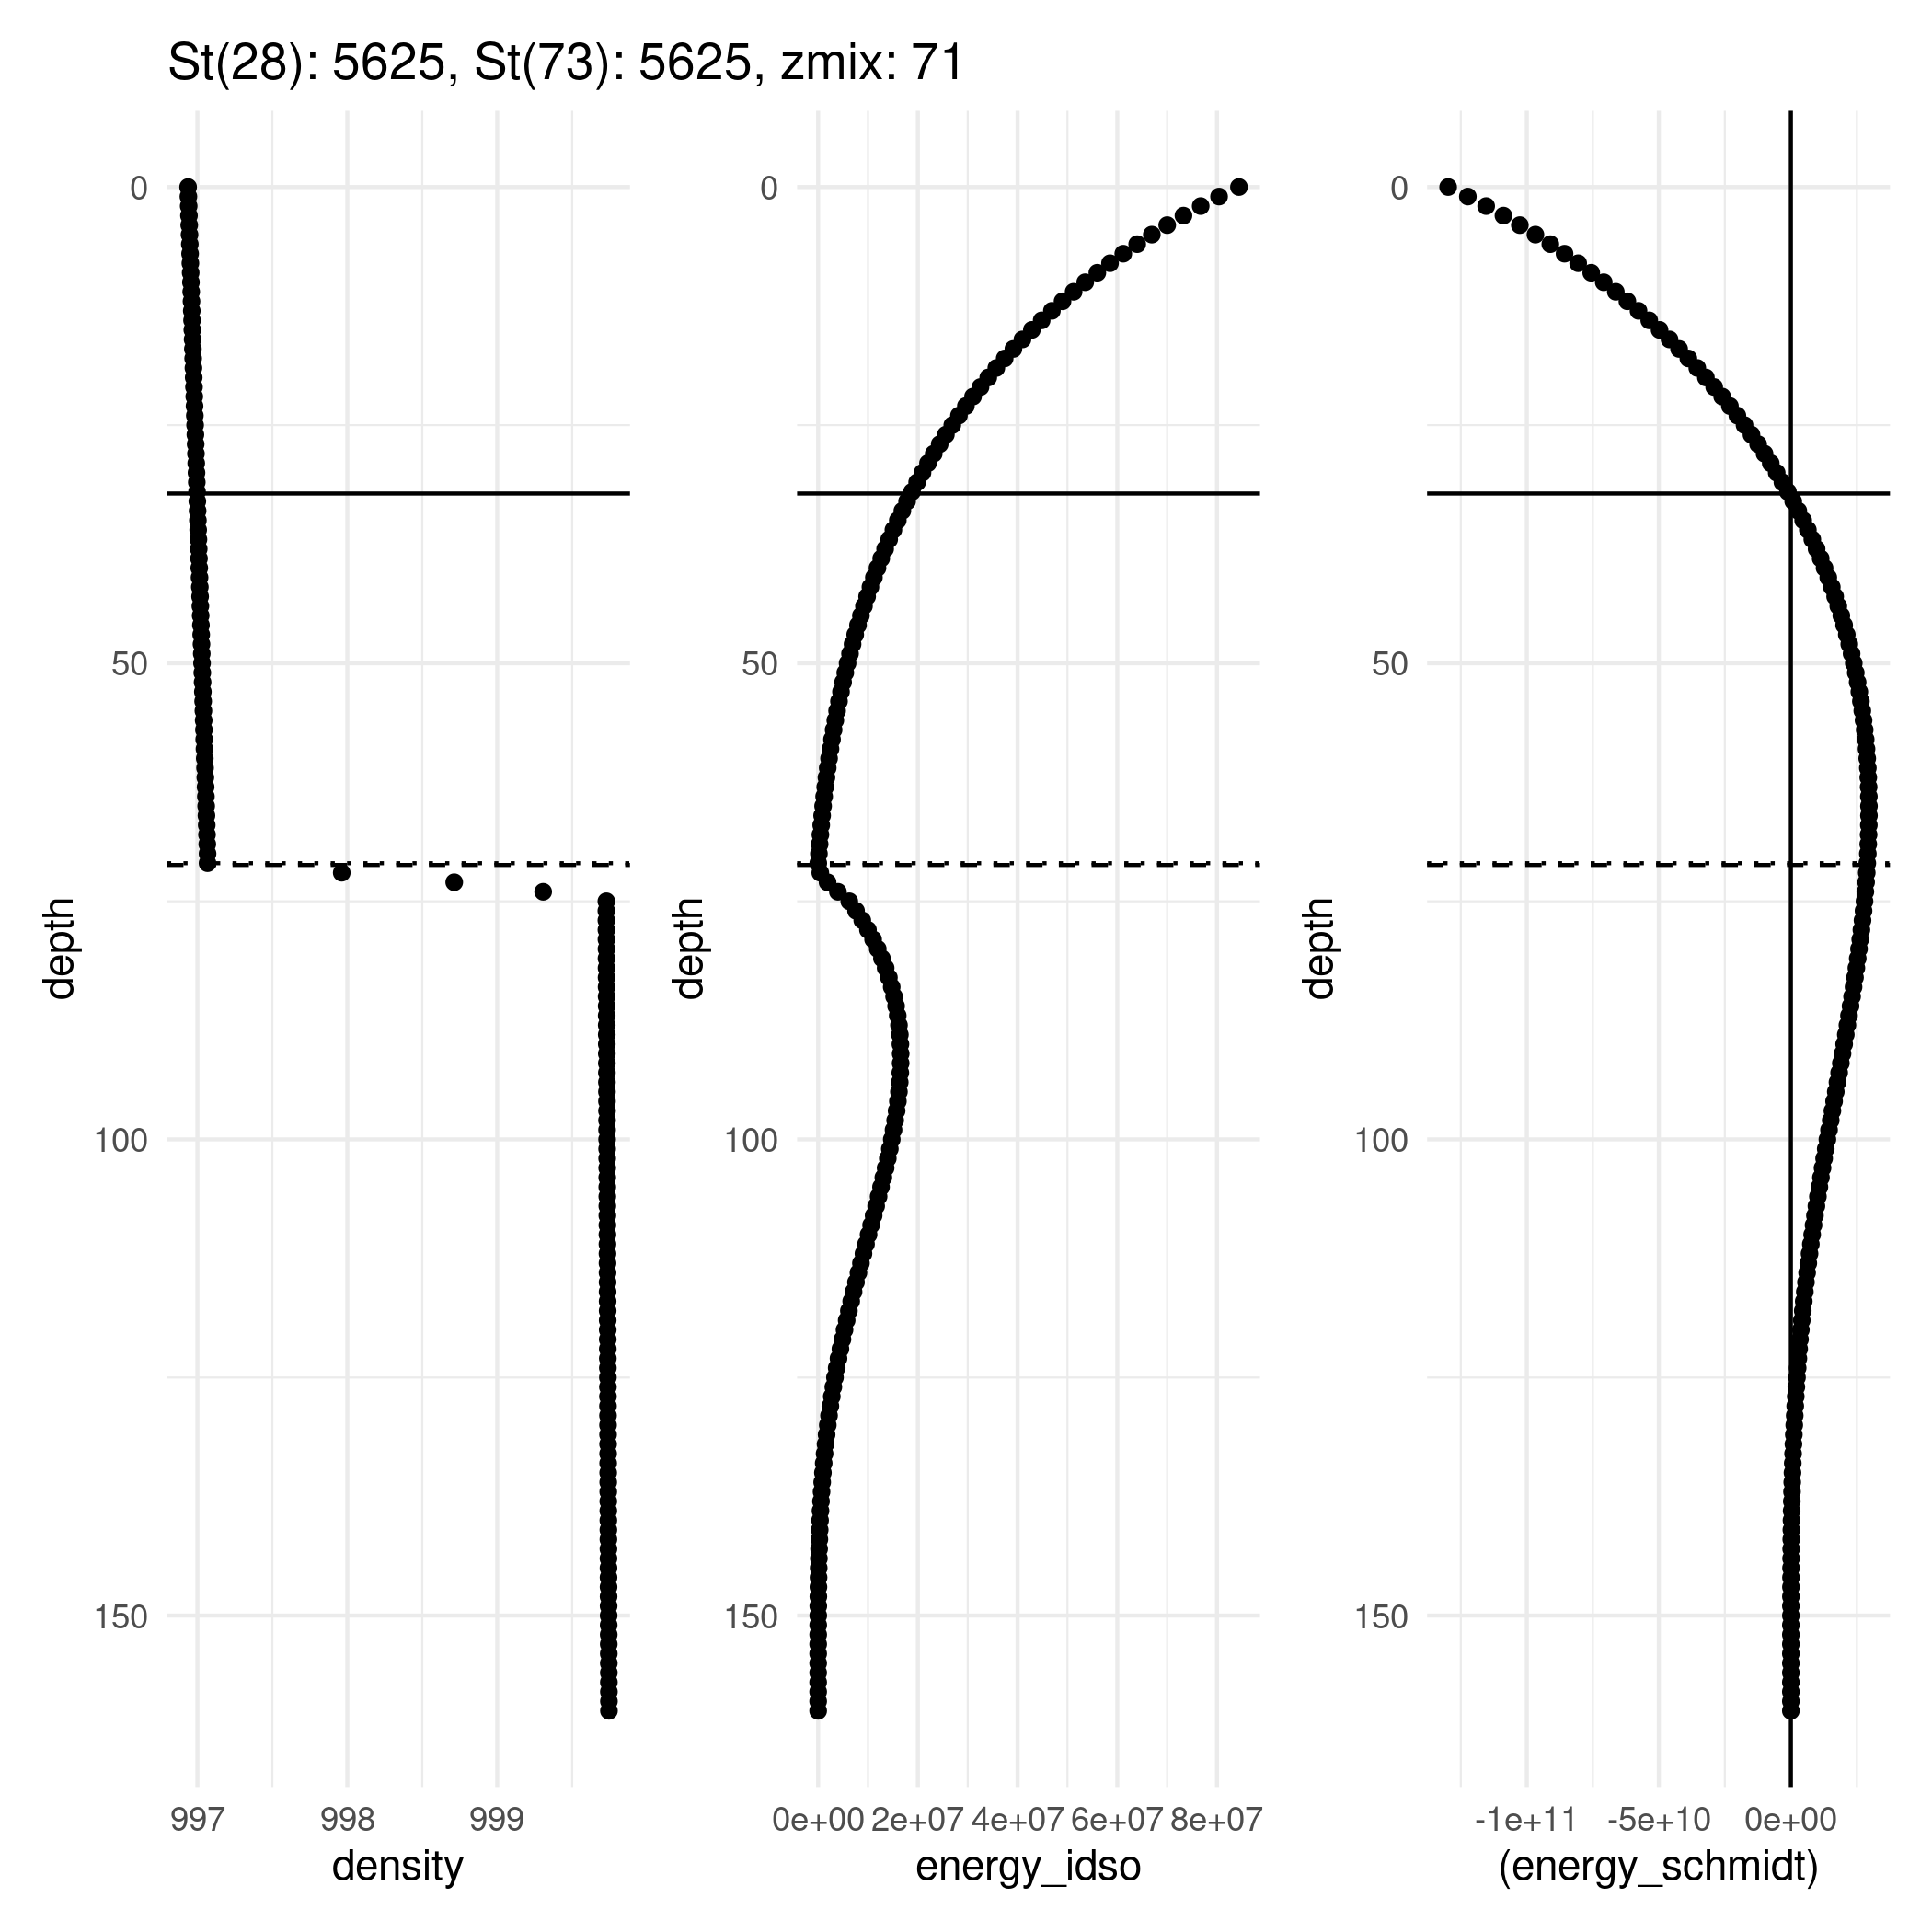 St(28): 5625, St(73): 5625, zmix: 71
0
50
100
150
depth
997
998
999
density
0
50
100
150
depth
0e+00
2e+07
4e+07
6e+07
8e+07
energy_idso
0
50
100
150
depth
-1e+11
-5e+10
0e+00
(energy_schmidt)